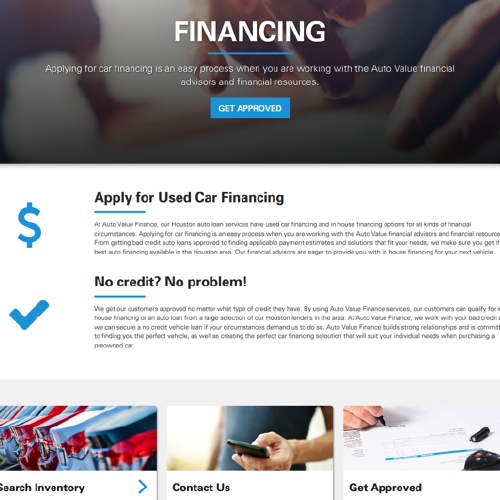 FINANCING
Applying for car financing is an easy process when you are working with the Auto Value financial
advisors and financial resources.
GET APPROVED
Apply for Used Car Financing
At Auto Value Finance, our Houston auto loan services have used car financing and in house financing options for all kinds of financial
circumstances. Applying for car financing is an easy process when you are working with the Auto Value financial advisors and financial resource
From getting bad credit auto loans approved to finding applicable payment estimates and solutions that fit your needs, we make sure you get th
best auto financing available in the Houston area. Our financial advisors are eager to provide you with in house financing for your next vehicle.
No credit? No problem!
We get our customers approved no matter what type of credit they have. By using Auto Value Finance services, our customers can qualify for i
house financing or an auto loan from a large selection of our Houston lenders in the area. At Auto Value Finance, we work with your bad credit
we can secure a no credit vehicle loan if your circumstances demand us to do so. Auto Value Finance builds strong relationships and is commit
to finding you the perfect vehicle, as well as creating the perfect car financing solution that will suit your individual needs when purchasing a
preowned car.
Search Inventory
Contact Us
Get Approved